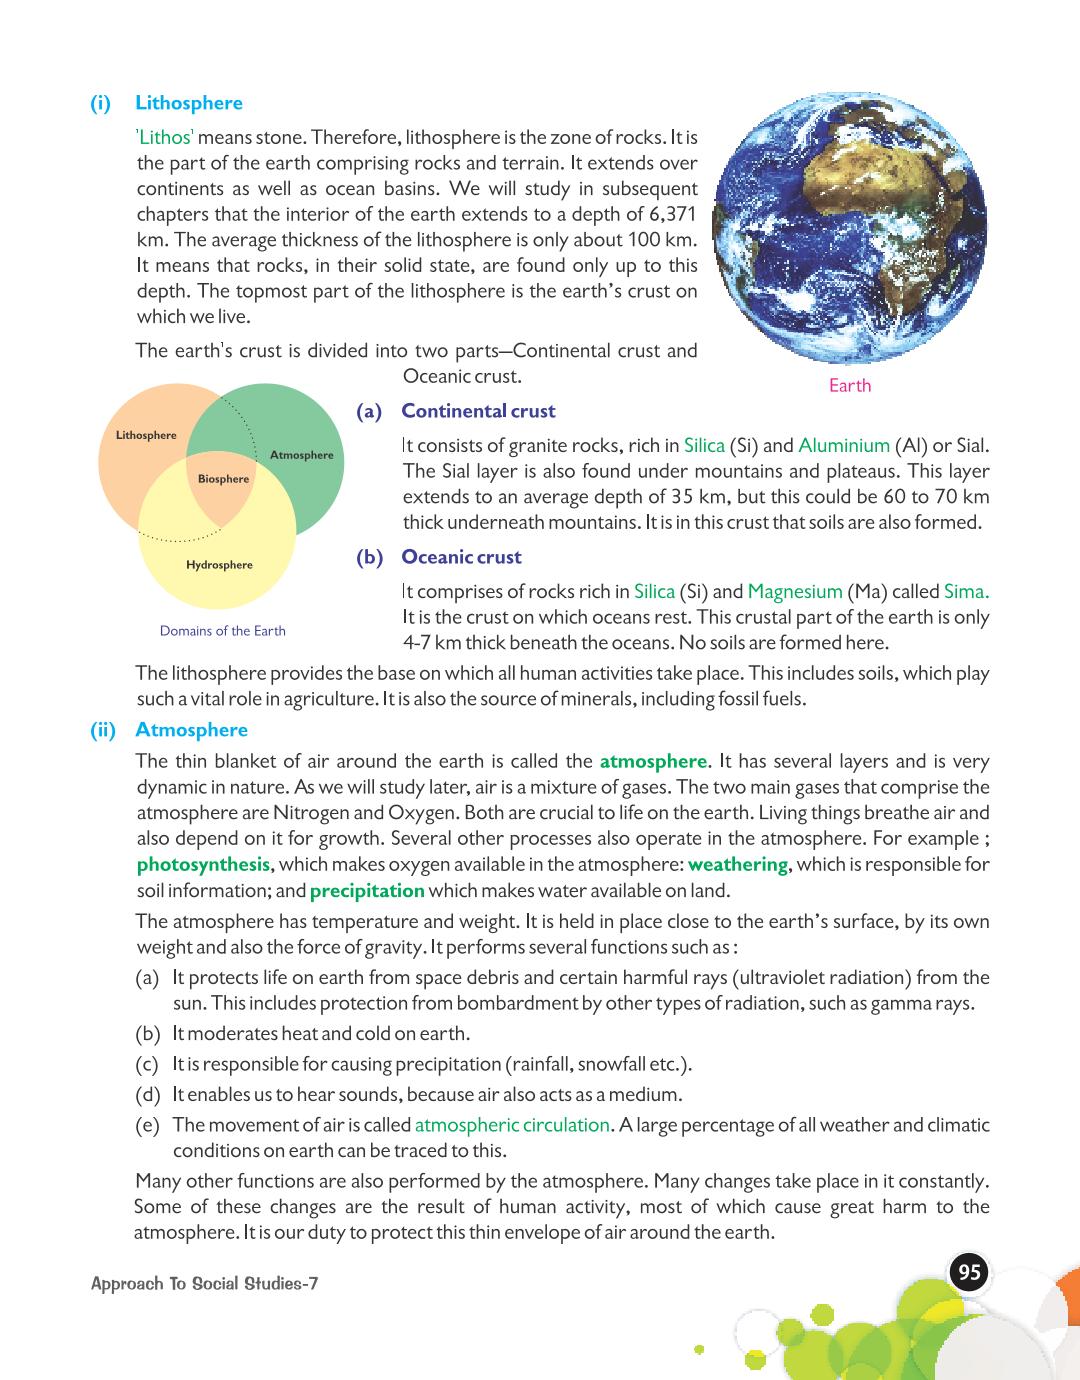 (i) Lithosphere
'Lithos' means stone. Therefore, lithosphere is the zone of rocks. It is
the part of the earth comprising rocks and terrain. It extends over
continents as well as ocean basins. We will study in subsequent
chapters that the interior of the earth extends to a depth of 6,371
km. The average thickness of the lithosphere is only about 100 km.
It means that rocks, in their solid state, are found only up to this
depth. The topmost part of the lithosphere is the earth's crust on
which we live.
The earth's crust is divided into two parts—Continental crust and
Oceanic crust.
Earth
Lithosphere
Atmosphere
Biosphere
Hydrosphere
Domains of the Earth
(a) Continental crust
It consists of granite rocks, rich in Silica (Si) and Aluminium (Al) or Sial.
The Sial layer is also found under mountains and plateaus. This layer
extends to an average depth of 35 km, but this could be 60 to 70 km
thick underneath mountains. It is in this crust that soils are also formed.
(b) Oceanic crust
It comprises of rocks rich in Silica (Si) and Magnesium (Ma) called Sima.
It is the crust on which oceans rest. This crustal part of the earth is only
4-7 km thick beneath the oceans. No soils are formed here.
The lithosphere provides the base on which all human activities take place. This includes soils, which play
such a vital role in agriculture. It is also the source of minerals, including fossil fuels.
(ii) Atmosphere
The thin blanket of air around the earth is called the atmosphere. It has several layers and is very
dynamic in nature. As we will study later, air is a mixture of gases. The two main gases that comprise the
atmosphere are Nitrogen and Oxygen. Both are crucial to life on the earth. Living things breathe air and
also depend on it for growth. Several other processes also operate in the atmosphere. For example ;
photosynthesis, which makes oxygen available in the atmosphere: weathering, which is responsible for
soil information; and precipitation which makes water available on land.
The atmosphere has temperature and weight. It is held in place close to the earth's surface, by its own
weight and also the force of gravity. It performs several functions such as :
(a) It protects life on earth from space debris and certain harmful rays (ultraviolet radiation) from the
sun. This includes protection from bombardment by other types of radiation, such as gamma rays.
(b) It moderates heat and cold on earth.
(c) It is responsible for causing precipitation (rainfall, snowfall etc.).
(d) It enables us to hear sounds, because air also acts as a medium.
(e) The movement of air is called atmospheric circulation. A large percentage of all weather and climatic
conditions on earth can be traced to this.
Many other functions are also performed by the atmosphere. Many changes take place in it constantly.
Some of these changes are the result of human activity, most of which cause great harm to the
atmosphere. It is our duty to protect this thin envelope of air around the earth.
Approach To Social Studies-7
95